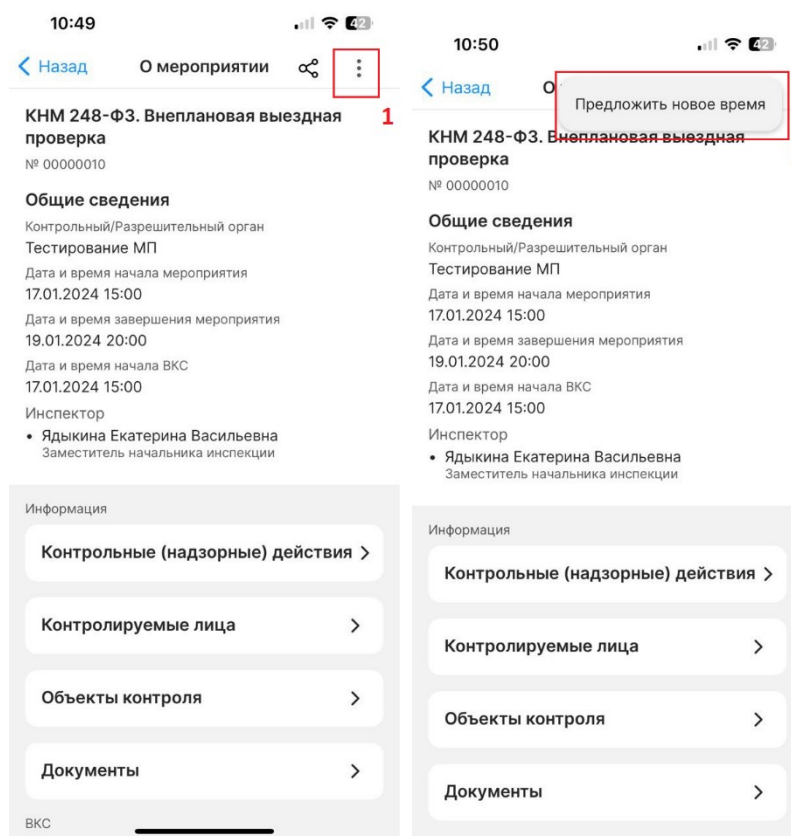 10:49
42
Назад
О мероприятии
1
КНМ 248-ФЗ. Внеплановая выездная
проверка
№ 00000010
Общие сведения
Контрольный/Разрешительный орган
Тестирование МП
Дата и время начала мероприятия
17.01.2024 15:00
Дата и время завершения мероприятия
19.01.2024 20:00
Дата и время начала ВКС
17.01.2024 15:00
Инспектор
• Ядыкина Екатерина Васильевна
Заместитель начальника инспекции
Информация
Контрольные (надзорные) действия
Контролируемые лица
Объекты контроля
Документы
ВКС
10:50
42
Назад
О
Предложить новое время
КНМ 248-ФЗ. Внеплановая выездная
проверка
№ 00000010
Общие сведения
Контрольный/Разрешительный орган
Тестирование МП
Дата и время начала мероприятия
17.01.2024 15:00
Дата и время завершения мероприятия
19.01.2024 20:00
Дата и время начала ВКС
17.01.2024 15:00
Инспектор
• Ядыкина Екатерина Васильевна
Заместитель начальника инспекции
Информация
Контрольные (надзорные) действия
Контролируемые лица
Объекты контроля
Документы